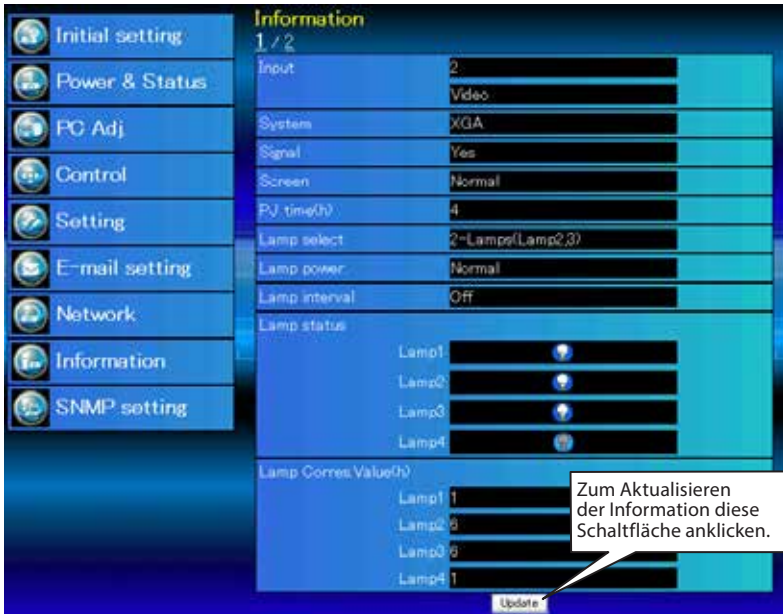 Initial setting
Power & Status
PC Adj.
Control
Setting
E-mail setting
Network
Information
SNMP setting
Information
1 / 2
Input 2
Video
System XGA
Signal Yes
Screen Normal
PJ time(h) 4
Lamp select 2-Lamps(Lamp2,3)
Lamp power Normal
Lamp interval Off
Lamp status
Lamp1
Lamp2
Lamp3
Lamp4
Lamp Corres.Value(h)
Lamp1 1
Lamp2 6
Lamp3 6
Lamp4 1
Update
Zum Aktualisieren
der Information diese
Schaltfläche anklicken.